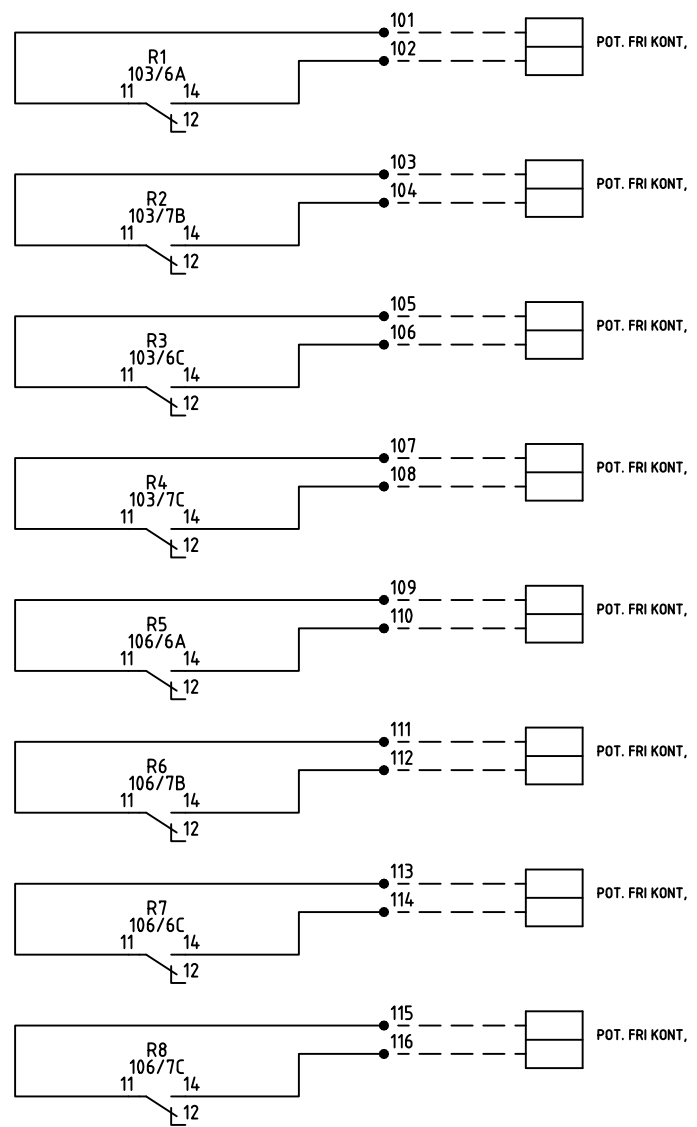 101
102
POT. FRI KONT,
R1
103/6A
11 14
12
103
104
POT. FRI KONT,
R2
103/7B
11 14
12
105
106
POT. FRI KONT,
R3
103/6C
11 14
12
107
108
POT. FRI KONT,
R4
103/7C
11 14
12
109
110
POT. FRI KONT,
R5
106/6A
11 14
12
111
112
POT. FRI KONT,
R6
106/7B
11 14
12
113
114
POT. FRI KONT,
R7
106/6C
11 14
12
115
116
POT. FRI KONT,
R8
106/7C
11 14
12